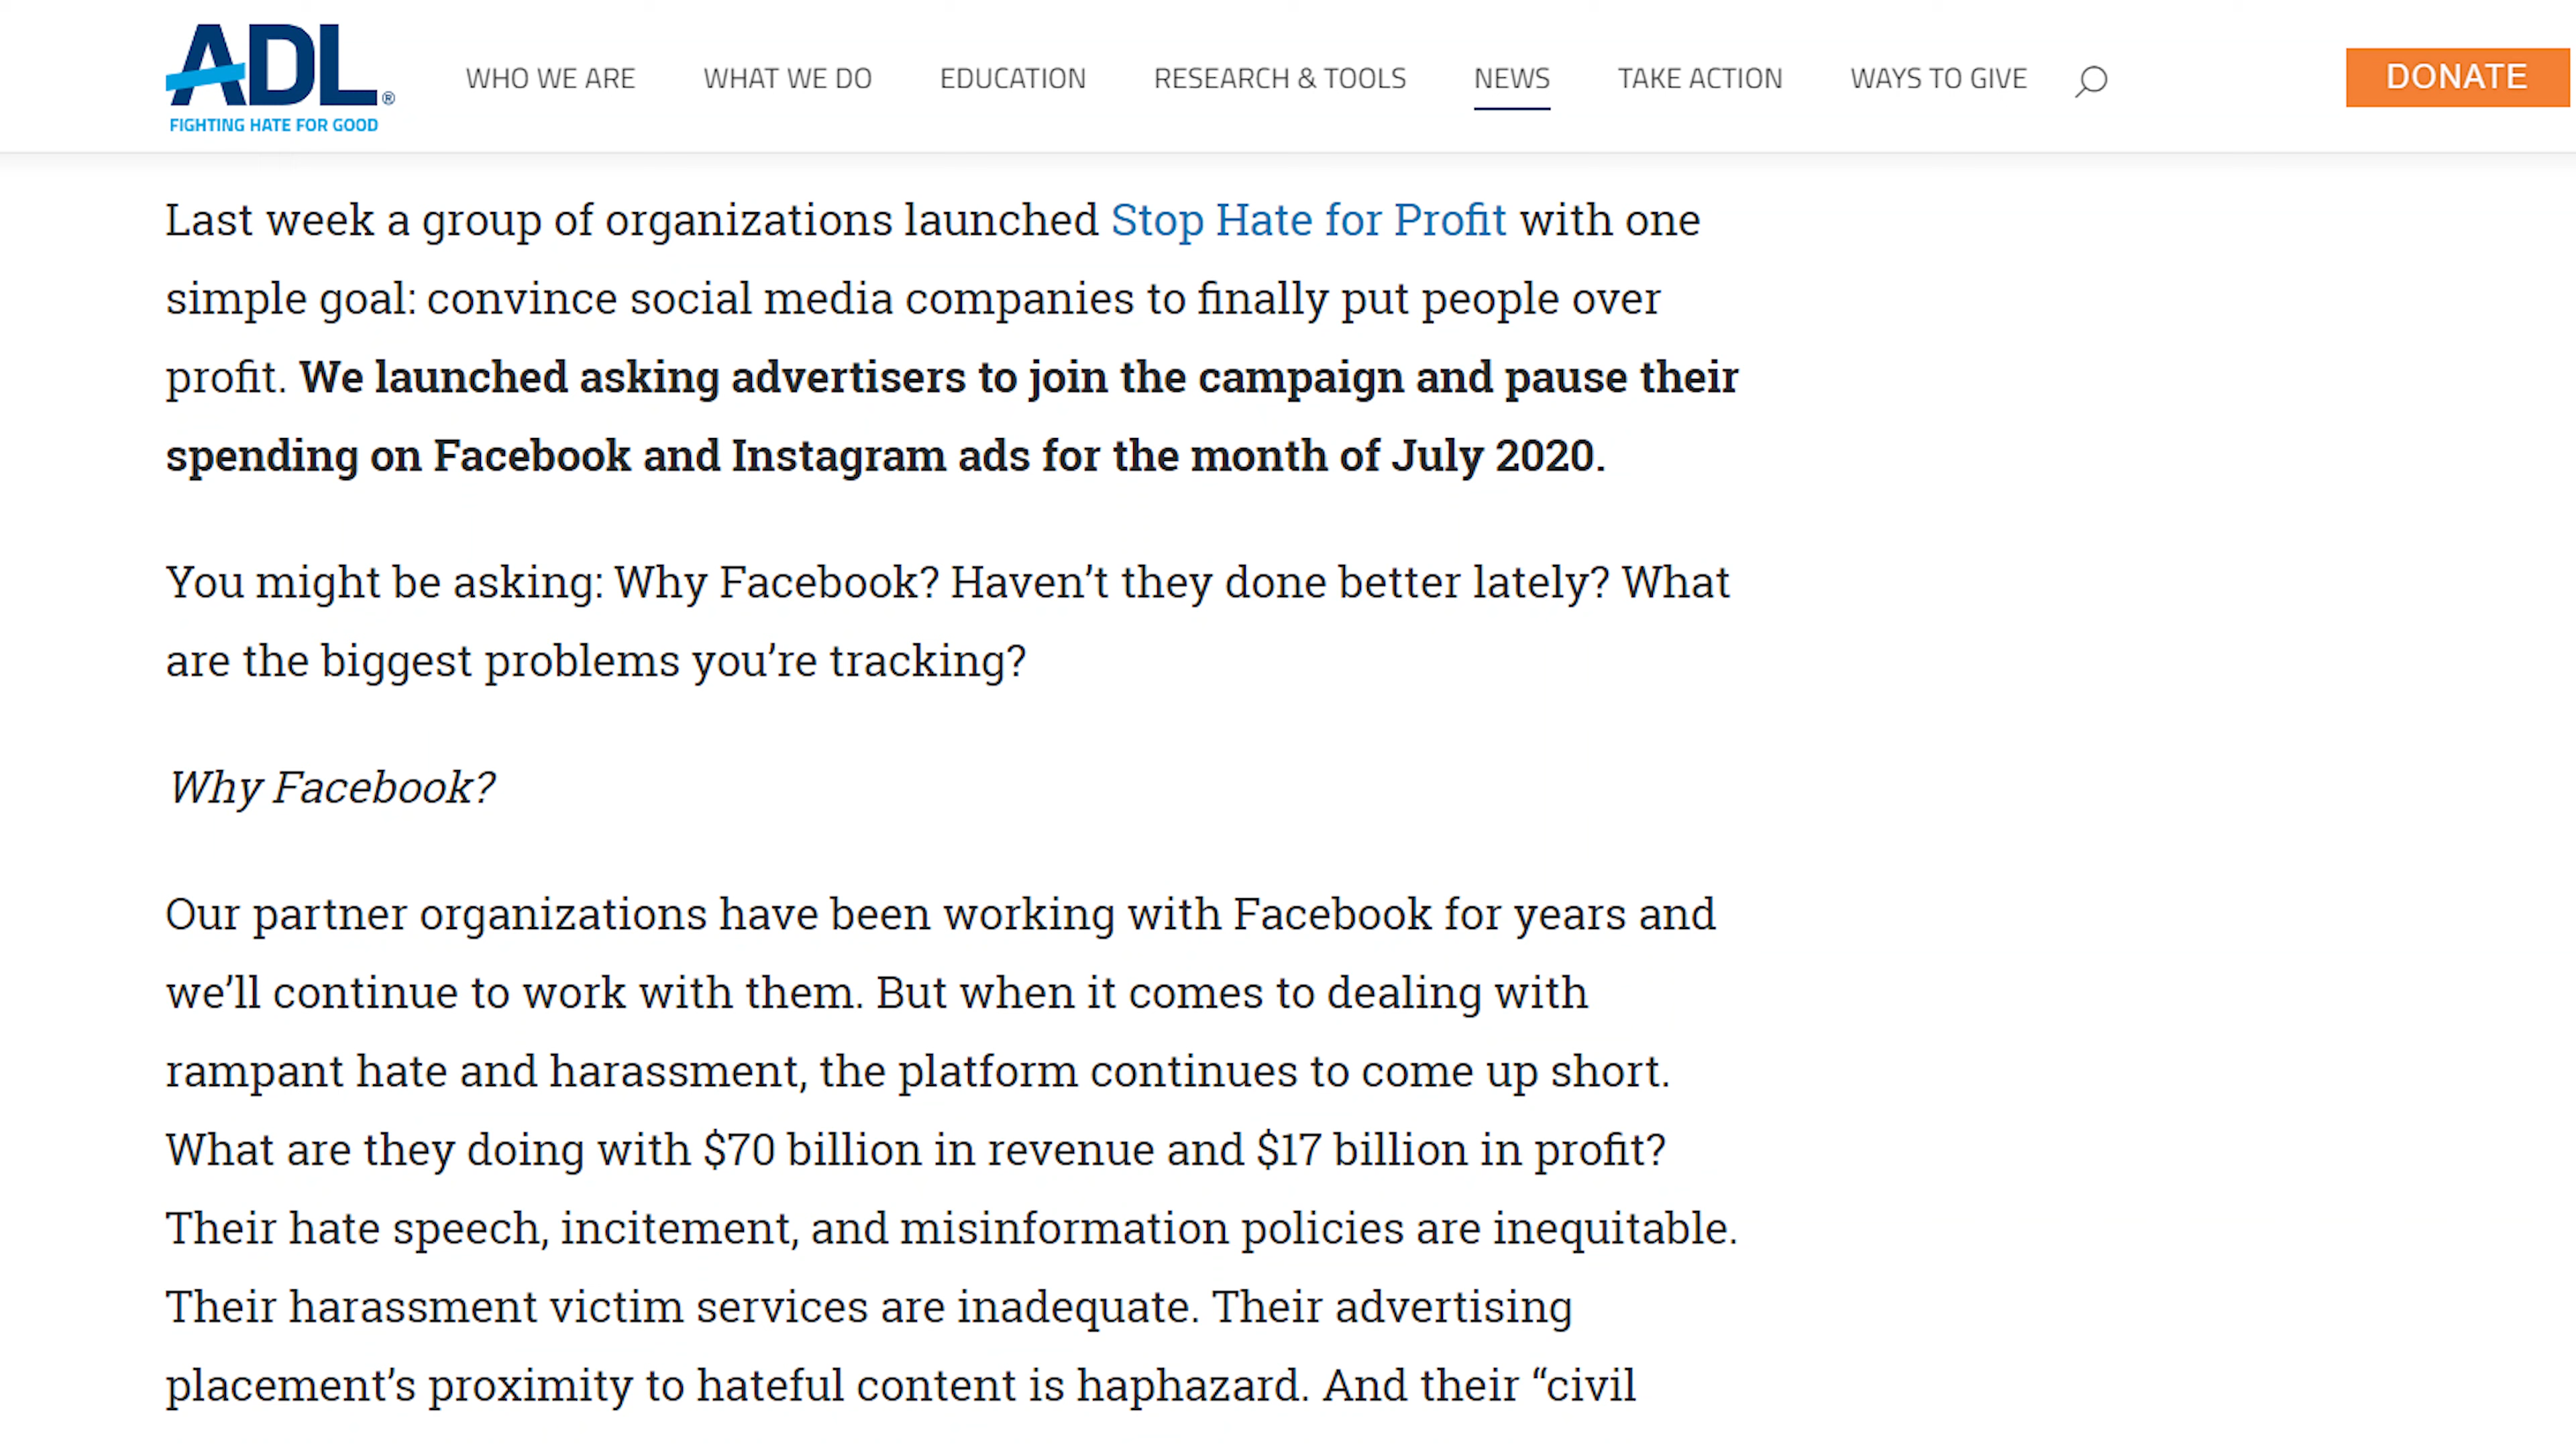 ADL®
FIGHTING HATE FOR GOOD
WHO WE ARE
WHAT WE DO
EDUCATION
RESEARCH & TOOLS
NEWS
TAKE ACTION
WAYS TO GIVE
DONATE
Last week a group of organizations launched Stop Hate for Profit with one
simple goal: convince social media companies to finally put people over
profit. We launched asking advertisers to join the campaign and pause their
spending on Facebook and Instagram ads for the month of July 2020.
You might be asking: Why Facebook? Haven’t they done better lately? What
are the biggest problems you’re tracking?
Why Facebook?
Our partner organizations have been working with Facebook for years and
we’ll continue to work with them. But when it comes to dealing with
rampant hate and harassment, the platform continues to come up short.
What are they doing with $70 billion in revenue and $17 billion in profit?
Their hate speech, incitement, and misinformation policies are inequitable.
Their harassment victim services are inadequate. Their advertising
placement’s proximity to hateful content is haphazard. And their “civil